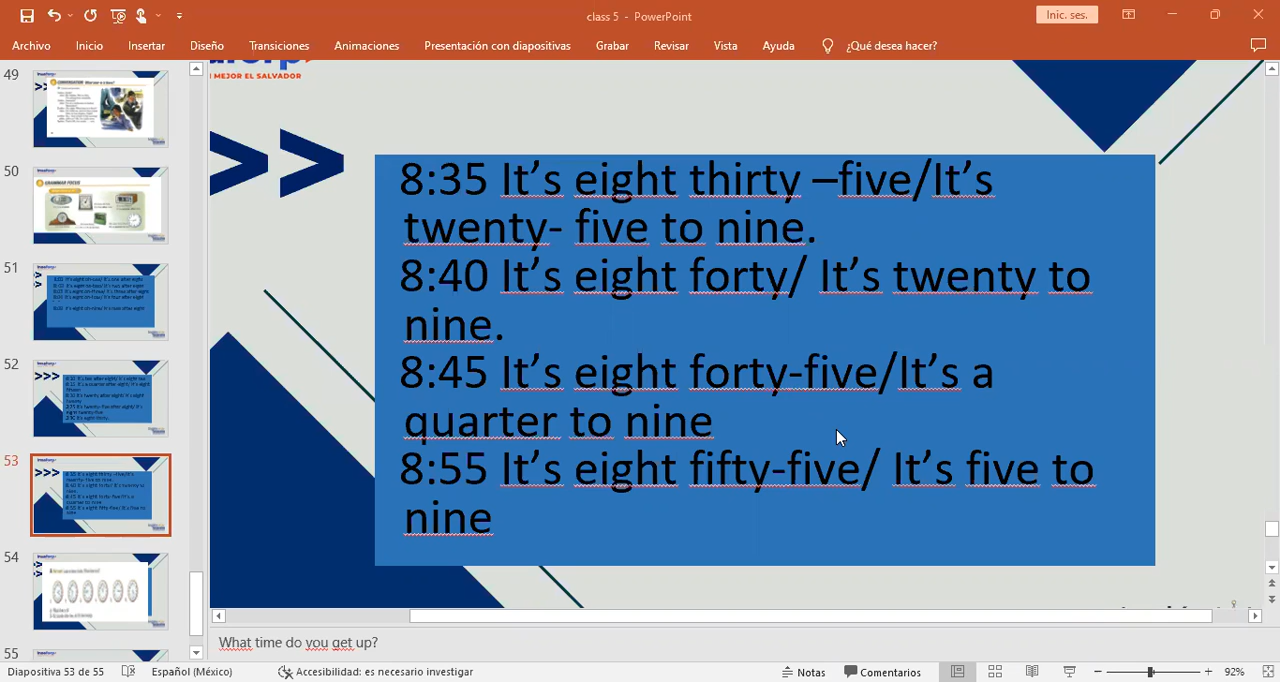 class 5 - PowerPoint
Inic. ses.
Archivo Inicio Insertar Diseño Transiciones Animaciones Presentación con diapositivas Grabar Revisar Vista Ayuda ¿Qué desea hacer?
49
50
51
52
53
54
55
MEJOR EL SALVADOR
>>
8:35 It’s eight thirty –five/It’s
twenty- five to nine.
8:40 It’s eight forty/ It’s twenty to
nine.
8:45 It’s eight forty-five/It’s a
quarter to nine
8:55 It’s eight fifty-five/ It’s five to
nine
What time do you get up?
Diapositiva 53 de 55 Español (México) Accesibilidad: es necesario investigar Notas Comentarios 92%